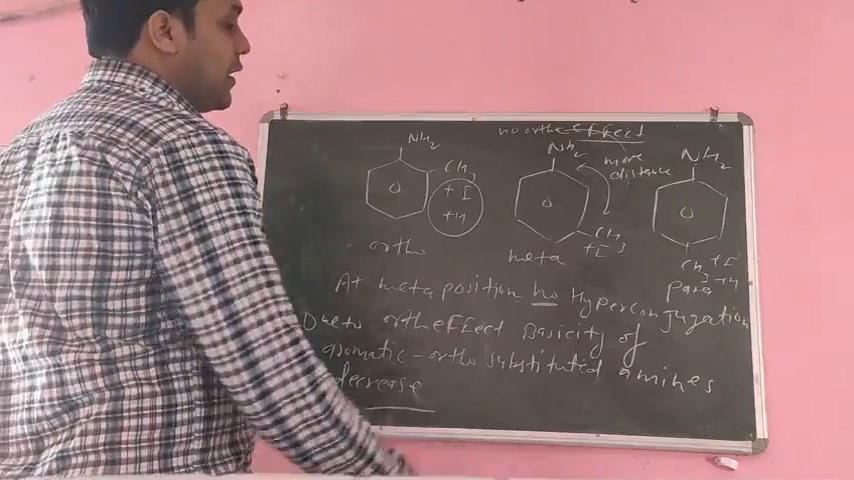 no ortho effect
NH2
NH2
NH2
CH3
more
distance
+I
+H
CH3
+I
CH3
+I
+H
ortho
meta
para
At meta position no Hyperconjugation
Due to ortho effect Basicity of
aromatic - ortho substituted amines
decrease